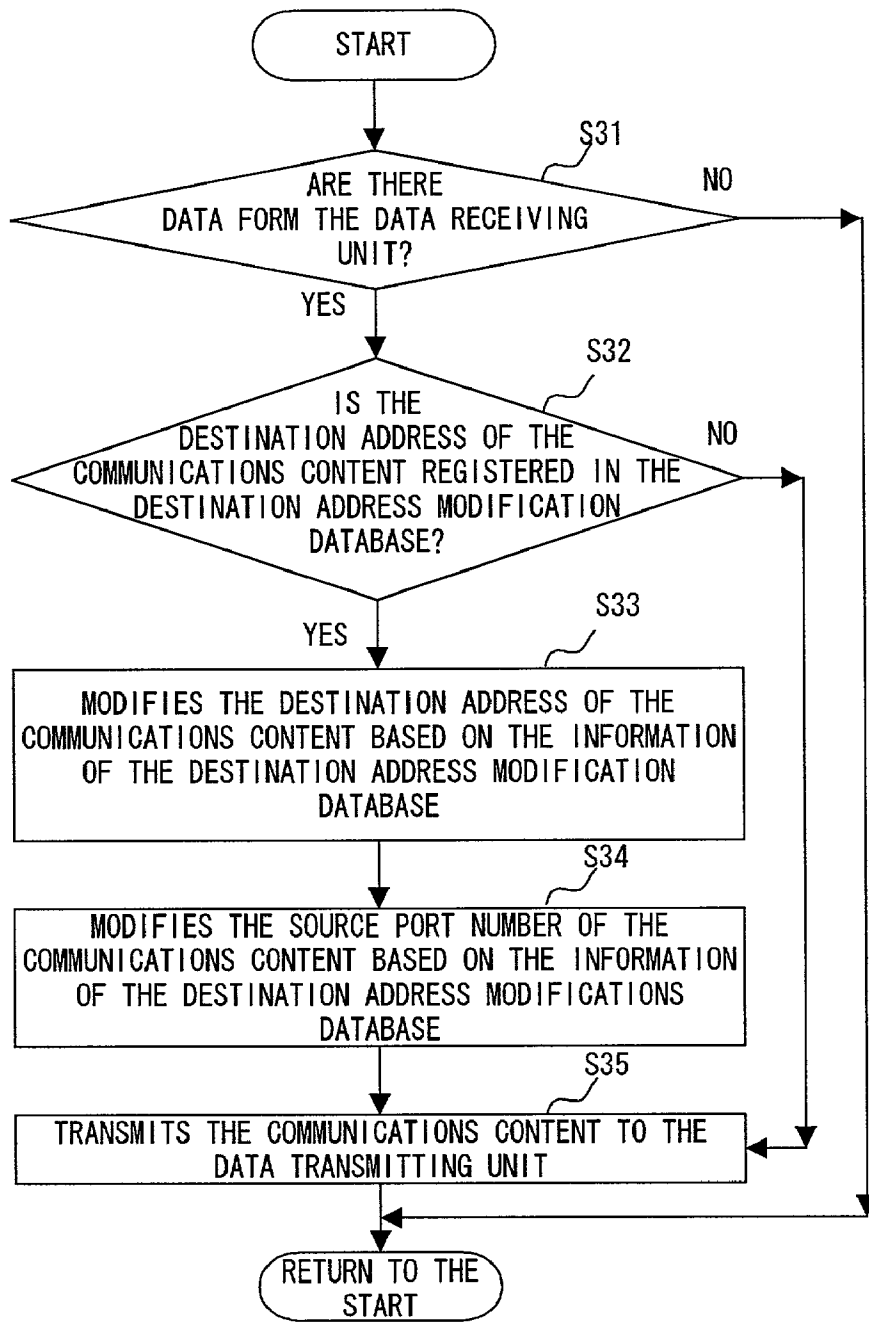 START
S31
ARE THERE
DATA FORM THE DATA RECEIVING
UNIT?
NO
YES
S32
IS THE
DESTINATION ADDRESS OF THE
COMMUNICATIONS CONTENT REGISTERED IN THE
DESTINATION ADDRESS MODIFICATION
DATABASE?
NO
YES
S33
MODIFIES THE DESTINATION ADDRESS OF THE
COMMUNICATIONS CONTENT BASED ON THE INFORMATION
OF THE DESTINATION ADDRESS MODIFICATION
DATABASE
S34
MODIFIES THE SOURCE PORT NUMBER OF THE
COMMUNICATIONS CONTENT BASED ON THE INFORMATION
OF THE DESTINATION ADDRESS MODIFICATIONS
DATABASE
S35
TRANSMITS THE COMMUNICATIONS CONTENT TO THE
DATA TRANSMITTING UNIT
RETURN TO THE
START